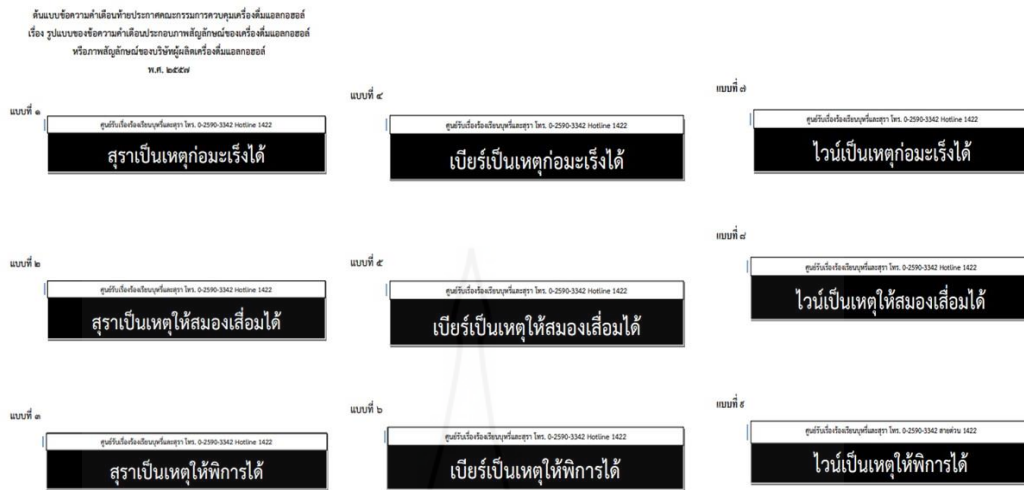 ต้นแบบข้อความคำเตือนท้ายประกาศคณะกรรมการควบคุมเครื่องดื่มแอลกอฮอล์
เรื่อง รูปแบบของข้อความคำเตือนประกอบภาพสัญลักษณ์ของเครื่องดื่มแอลกอฮอล์
หรือภาพสัญลักษณ์ของบริษัทผู้ผลิตเครื่องดื่มแอลกอฮอล์
พ.ศ. ๒๕๕๗
แบบที่ ๑
ศูนย์รับเรื่องร้องเรียนบุหรี่และสุรา โทร. 0-2590-3342 Hotline 1422
สุราเป็นเหตุก่อมะเร็งได้
แบบที่ ๒
ศูนย์รับเรื่องร้องเรียนบุหรี่และสุรา โทร. 0-2590-3342 Hotline 1422
สุราเป็นเหตุให้สมองเสื่อมได้
แบบที่ ๓
ศูนย์รับเรื่องร้องเรียนบุหรี่และสุรา โทร. 0-2590-3342 Hotline 1422
สุราเป็นเหตุให้พิการได้
แบบที่ ๔
ศูนย์รับเรื่องร้องเรียนบุหรี่และสุรา โทร. 0-2590-3342 Hotline 1422
เบียร์เป็นเหตุก่อมะเร็งได้
แบบที่ ๕
ศูนย์รับเรื่องร้องเรียนบุหรี่และสุรา โทร. 0-2590-3342 Hotline 1422
เบียร์เป็นเหตุให้สมองเสื่อมได้
แบบที่ ๖
ศูนย์รับเรื่องร้องเรียนบุหรี่และสุรา โทร. 0-2590-3342 Hotline 1422
เบียร์เป็นเหตุให้พิการได้
แบบที่ ๗
ศูนย์รับเรื่องร้องเรียนบุหรี่และสุรา โทร. 0-2590-3342 Hotline 1422
ไวน์เป็นเหตุก่อมะเร็งได้
แบบที่ ๘
ศูนย์รับเรื่องร้องเรียนบุหรี่และสุรา โทร. 0-2590-3342 Hotline 1422
ไวน์เป็นเหตุให้สมองเสื่อมได้
แบบที่ ๙
ศูนย์รับเรื่องร้องเรียนบุหรี่และสุรา โทร. 0-2590-3342 สายด่วน 1422
ไวน์เป็นเหตุให้พิการได้